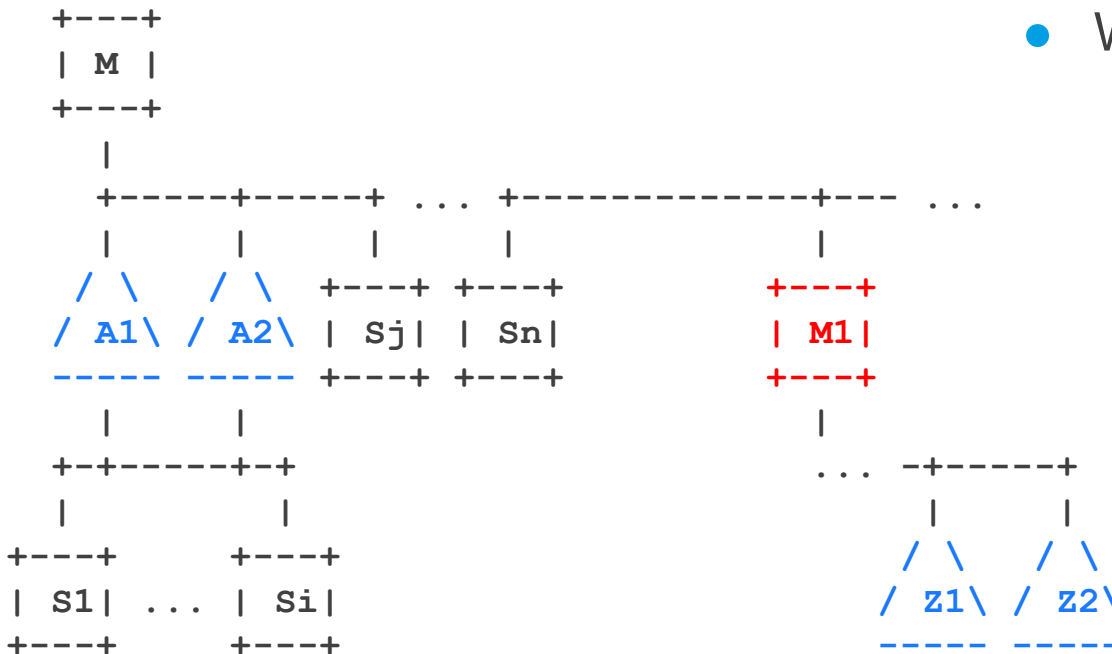 +----+
| M |
+----+
|
+-----+-----+ ... +-------------+--- ...
| | | | |
/ \ / \ +----+ +----+ +----+
/ A1\ / A2\ | Sj| | Sn| | M1|
----- ----- +----+ +----+ +----+
| | |
+-+-----+-+ ... -+-----+
| | | |
+----+ +----+ / \ / \
| S1| ... | Si| / Z1\ / Z2\
+----+ +----+ ----- -----